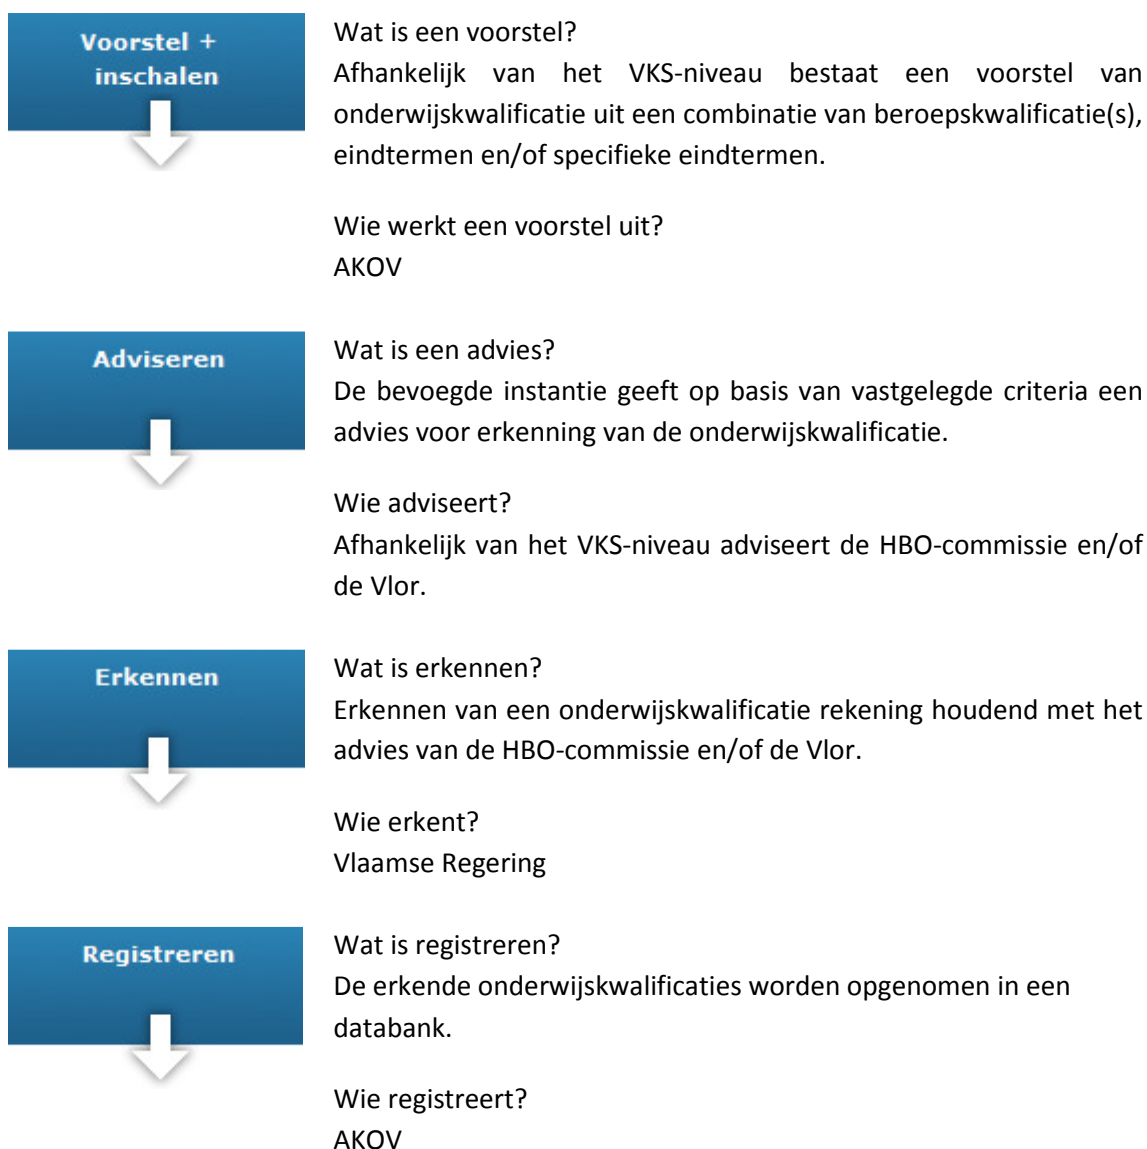 Voorstel +
inschalen
Wat is een voorstel?
Afhankelijk van het VKS-niveau bestaat een voorstel van
onderwijskwalificatie uit een combinatie van beroepskwalificatie(s),
eindtermen en/of specifieke eindtermen.
Wie werkt een voorstel uit?
AKOV
Adviseren
Wat is een advies?
De bevoegde instantie geeft op basis van vastgelegde criteria een
advies voor erkenning van de onderwijskwalificatie.
Wie adviseert?
Afhankelijk van het VKS-niveau adviseert de HBO-commissie en/of
de Vlor.
Erkennen
Wat is erkennen?
Erkennen van een onderwijskwalificatie rekening houdend met het
advies van de HBO-commissie en/of de Vlor.
Wie erkent?
Vlaamse Regering
Registreren
Wat is registreren?
De erkende onderwijskwalificaties worden opgenomen in een
databank.
Wie registreert?
AKOV